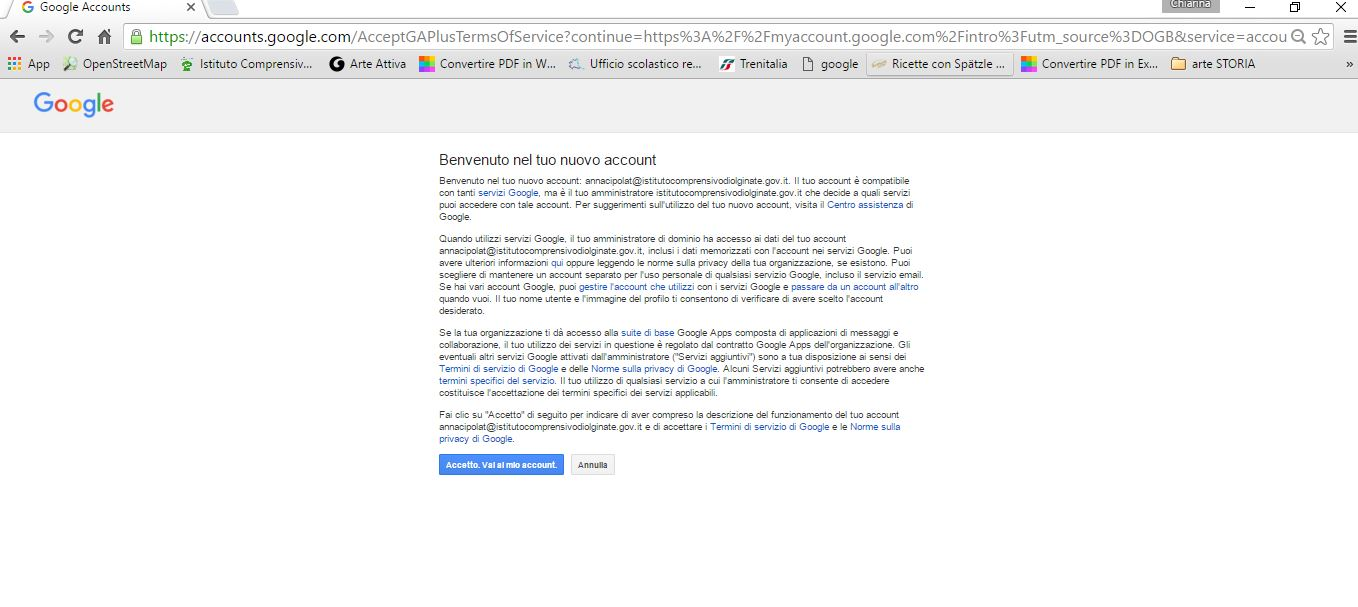 Google Accounts
Chiarina
https://accounts.google.com/AcceptGAPlusTermsOfService?continue=https%3A%2F%2Fmyaccount.google.com%2Fintro%3Futm_source%3DOGB&service=accou
App OpenStreetMap Istituto Comprensiv... Arte Attiva Convertire PDF in W... Ufficio scolastico re... Trenitalia google Ricette con Spätzle ... Convertire PDF in Ex... arte STORIA »
Google
Benvenuto nel tuo nuovo account
Benvenuto nel tuo nuovo account: annacipolat@istitutocomprensivodiolginate.gov.it. Il tuo account è compatibile
con tanti servizi Google, ma è il tuo amministratore istitutocomprensivodiolginate.gov.it che decide a quali servizi
puoi accedere con tale account. Per suggerimenti sull'utilizzo del tuo nuovo account, visita il Centro assistenza di
Google.
Quando utilizzi servizi Google, il tuo amministratore di dominio ha accesso ai dati del tuo account
annacipolat@istitutocomprensivodiolginate.gov.it, inclusi i dati memorizzati con l'account nei servizi Google. Puoi
avere ulteriori informazioni qui oppure leggendo le norme sulla privacy della tua organizzazione, se esistono. Puoi
scegliere di mantenere un account separato per l'uso personale di qualsiasi servizio Google, incluso il servizio email.
Se hai vari account Google, puoi gestire l'account che utilizzi con i servizi Google e passare da un account all'altro
quando vuoi. Il tuo nome utente e l'immagine del profilo ti consentono di verificare di avere scelto l'account
desiderato.
Se la tua organizzazione ti dà accesso alla suite di base Google Apps composta di applicazioni di messaggi e
collaborazione, il tuo utilizzo dei servizi in questione è regolato dal contratto Google Apps dell'organizzazione. Gli
eventuali altri servizi Google attivati dall'amministratore ("Servizi aggiuntivi") sono a tua disposizione ai sensi dei
Termini di servizio di Google e delle Norme sulla privacy di Google. Alcuni Servizi aggiuntivi potrebbero avere anche
termini specifici del servizio. Il tuo utilizzo di qualsiasi servizio a cui l'amministratore ti consente di accedere
costituisce l'accettazione dei termini specifici dei servizi applicabili.
Fai clic su "Accetto" di seguito per indicare di aver compreso la descrizione del funzionamento del tuo account
annacipolat@istitutocomprensivodiolginate.gov.it e di accettare i Termini di servizio di Google e le Norme sulla
privacy di Google.
Accetto. Vai al mio account. Annulla